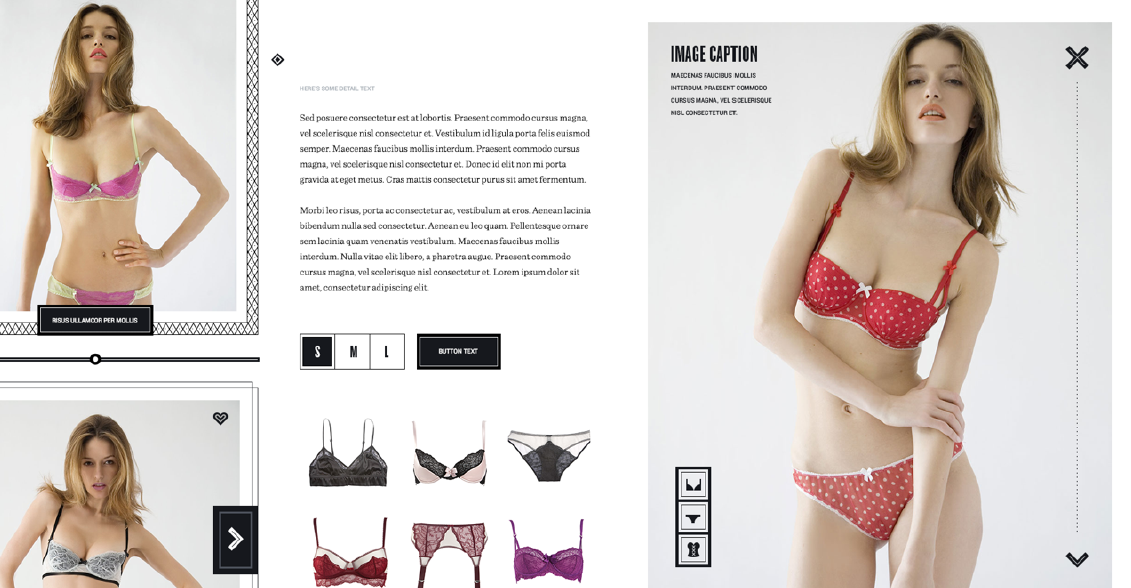 RISUS ULLAMCOR PER MOLLIS
HERE'S SOME DETAIL TEXT
Sed posuere consectetur est at lobortis. Praesent commodo cursus magna,
vel scelerisque nisl consectetur et. Vestibulum id ligula porta felis euismod
semper. Maecenas faucibus mollis interdum. Praesent commodo cursus
magna, vel scelerisque nisl consectetur et. Donec id elit non mi porta
gravida at eget metus. Cras mattis consectetur purus sit amet fermentum.
Morbi leo risus, porta ac consectetur ac, vestibulum at eros. Aenean lacinia
bibendum nulla sed consectetur. Aenean eu leo quam. Pellentesque ornare
sem lacinia quam venenatis vestibulum. Maecenas faucibus mollis
interdum. Nulla vitae elit libero, a pharetra augue. Praesent commodo
cursus magna, vel scelerisque nisl consectetur et. Lorem ipsum dolor sit
amet, consectetur adipiscing elit.
S M L
BUTTON TEXT
IMAGE CAPTION
MAECENAS FAUCIBUS MOLLIS
INTERDUM. PRAESENT COMMODO
CURSUS MAGNA, VEL SCELERISQUE
NISL CONSECTETUR ET.